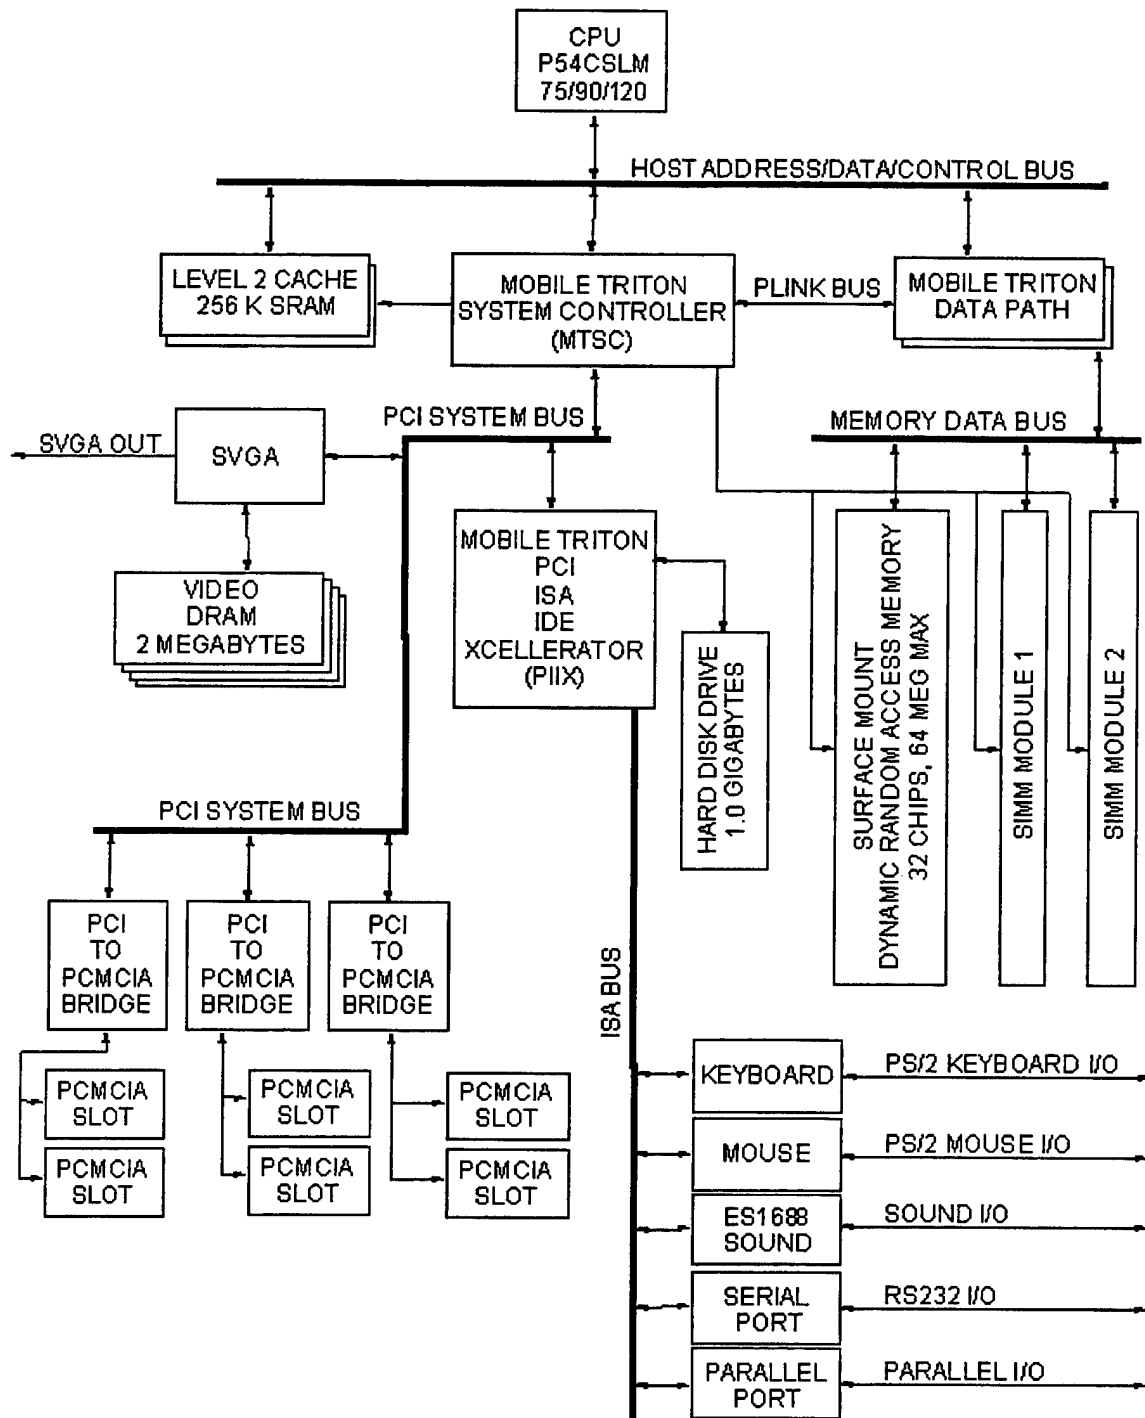 CPU
P54CSLM
75/90/120
HOST ADDRESS/DATA/CONTROL BUS
LEVEL 2 CACHE
256 K SRAM
MOBILE TRITON
SYSTEM CONTROLLER
(MTSC)
PLINK BUS
MOBILE TRITON
DATA PATH
PCI SYSTEM BUS
MEMORY DATA BUS
SVGA OUT
SVGA
MOBILE TRITON
PCI
ISA
IDE
XCELLERATOR
(PIIX)
VIDEO
DRAM
2 MEGABYTES
HARD DISK DRIVE
1.0 GIGABYTES
SURFACE MOUNT
DYNAMIC RANDOM ACCESS MEMORY
32 CHIPS, 64 MEG MAX
SIMM MODULE 1
SIMM MODULE 2
PCI SYSTEM BUS
PCI
TO
PCMCIA
BRIDGE
PCI
TO
PCMCIA
BRIDGE
PCI
TO
PCMCIA
BRIDGE
ISA BUS
PCMCIA
SLOT
PCMCIA
SLOT
PCMCIA
SLOT
PCMCIA
SLOT
PCMCIA
SLOT
PCMCIA
SLOT
KEYBOARD
PS/2 KEYBOARD I/O
MOUSE
PS/2 MOUSE I/O
ES1688
SOUND
SOUND I/O
SERIAL
PORT
RS232 I/O
PARALLEL
PORT
PARALLEL I/O